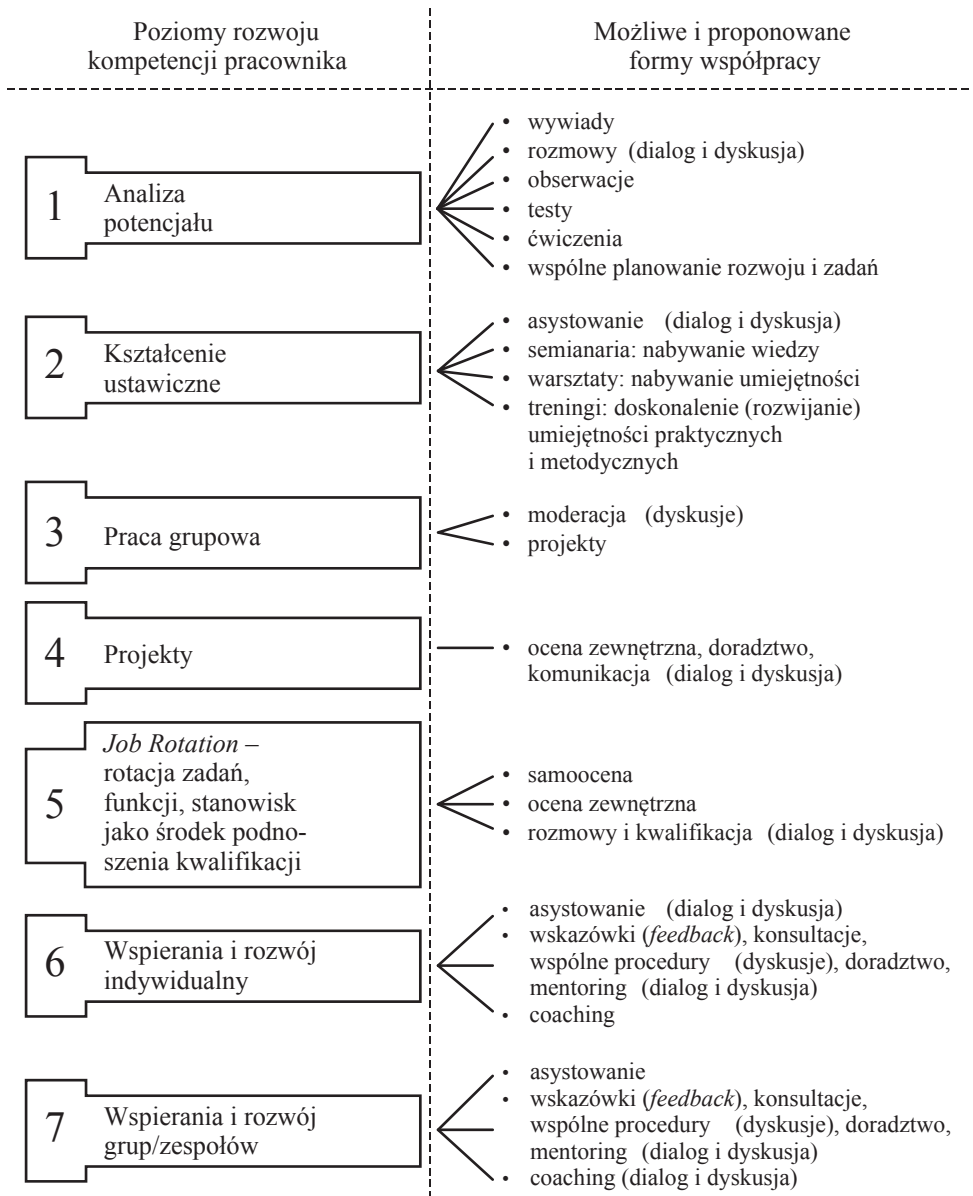 Poziomy rozwoju
kompetencji pracownika
Możliwe i proponowane
formy współpracy
1
Analiza
potencjału
• wywiady
• rozmowy (dialog i dyskusja)
• obserwacje
• testy
• ćwiczenia
• wspólne planowanie rozwoju i zadań
2
Kształcenie
ustawiczne
• asystowanie (dialog i dyskusja)
• semianaria: nabywanie wiedzy
• warsztaty: nabywanie umiejętności
• treningi: doskonalenie (rozwijanie)
umiejętności praktycznych
i metodycznych
3
Praca grupowa
• moderacja (dyskusje)
• projekty
4
Projekty
• ocena zewnętrzna, doradztwo,
komunikacja (dialog i dyskusja)
5
Job Rotation –
rotacja zadań,
funkcji, stanowisk
jako środek podno-
szenia kwalifikacji
• samoocena
• ocena zewnętrzna
• rozmowy i kwalifikacja (dialog i dyskusja)
6
Wspierania i rozwój
indywidualny
• asystowanie (dialog i dyskusja)
• wskazówki (feedback), konsultacje,
wspólne procedury (dyskusje), doradztwo,
mentoring (dialog i dyskusja)
• coaching
7
Wspierania i rozwój
grup/zespołów
• asystowanie
• wskazówki (feedback), konsultacje,
wspólne procedury (dyskusje), doradztwo,
mentoring (dialog i dyskusja)
• coaching (dialog i dyskusja)